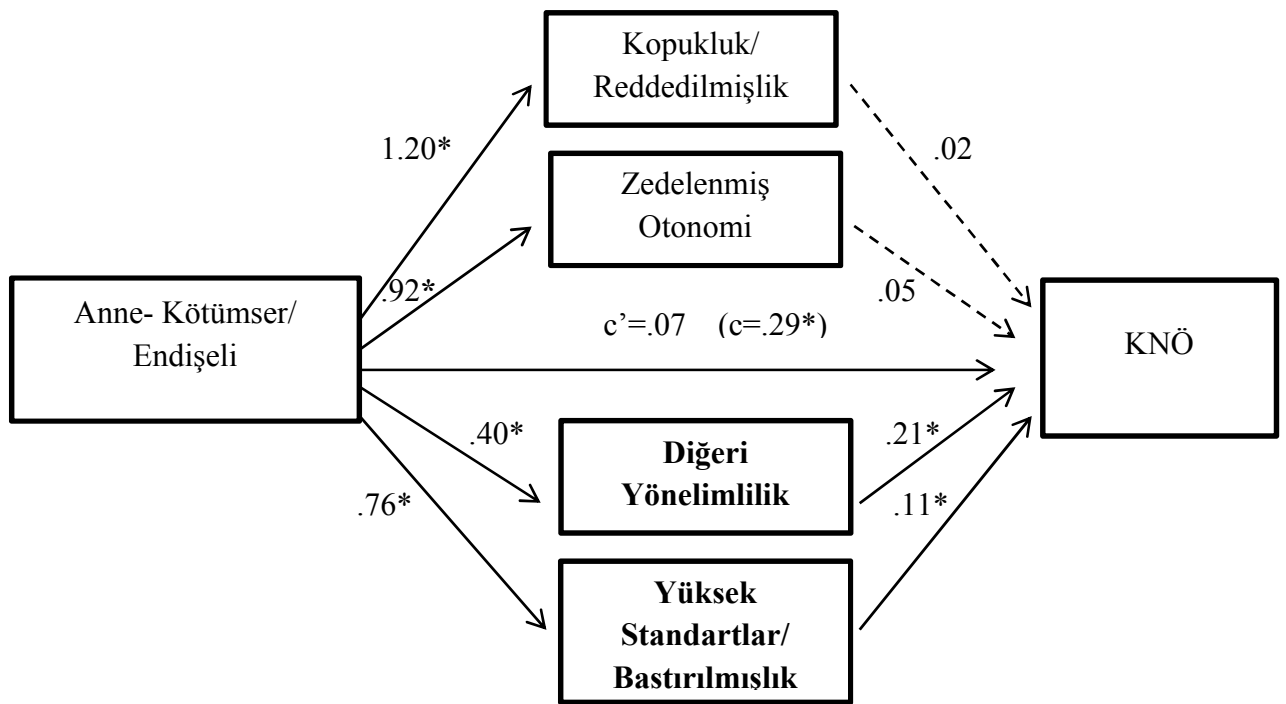 Kopukluk/
Reddedilmişlik
1.20*
.02
Zedelenmiş
Otonomi
.92*
.05
Anne- Kötümser/
Endişeli
c’=.07 (c=.29*)
KNÖ
.40*
Diğeri
Yönelimlilik
.21*
.76*
.11*
Yüksek
Standartlar/
Bastırılmışlık